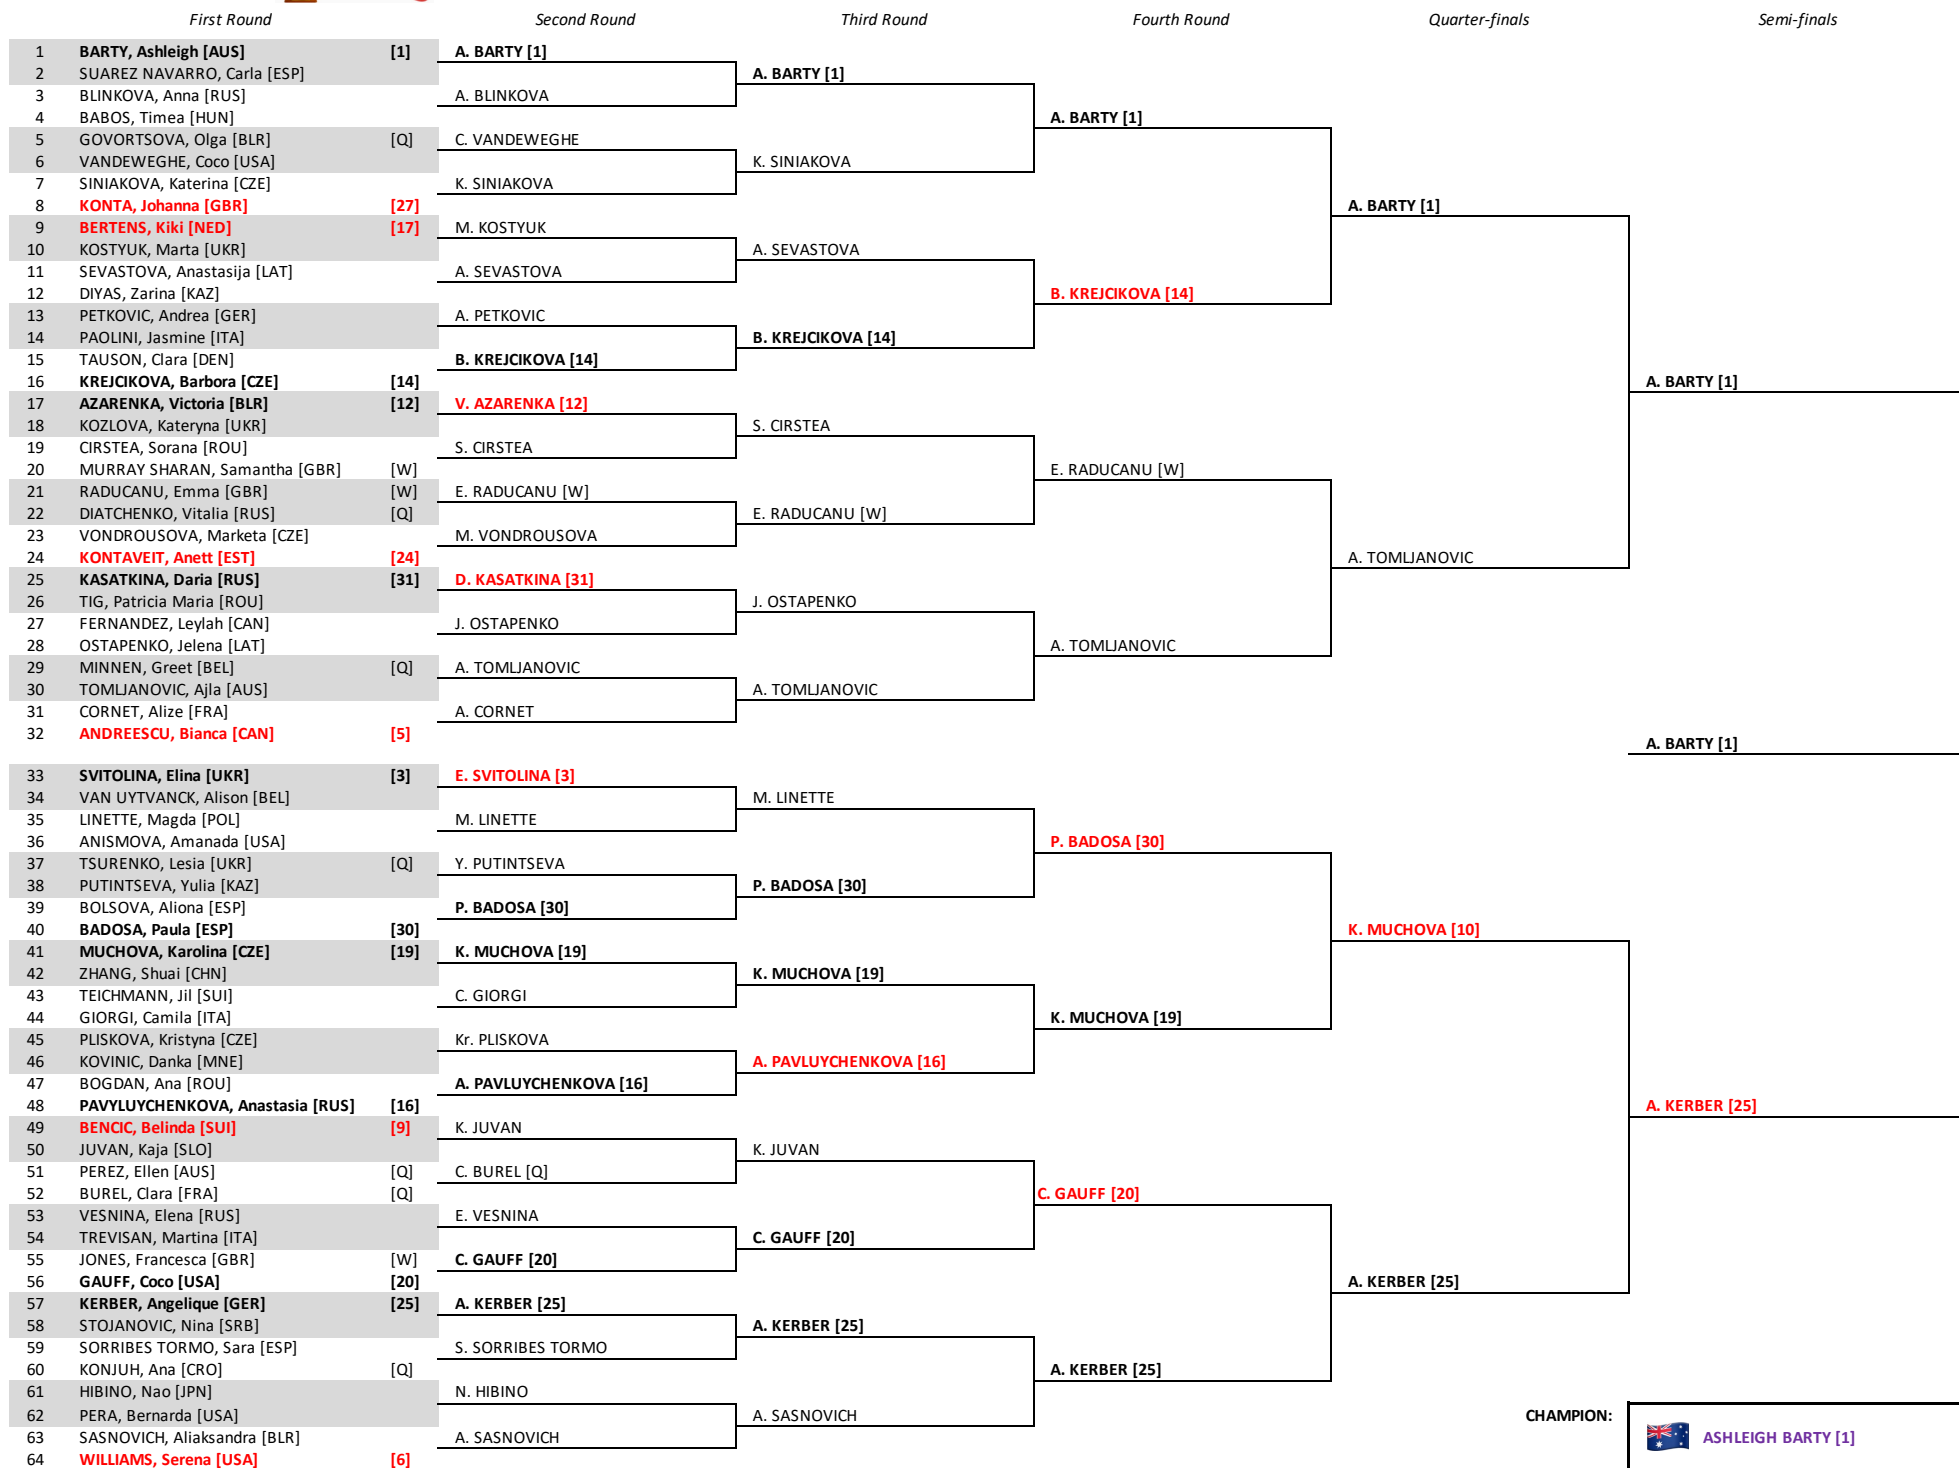 First Round Second Round Third Round Fourth Round Quarter-finals Semi-finals
1 BARTY, Ashleigh [AUS] [1] A. BARTY [1]
2 SUAREZ NAVARRO, Carla [ESP] A. BARTY [1]
3 BLINKOVA, Anna [RUS] A. BLINKOVA
4 BABOS, Timea [HUN] A. BARTY [1]
5 GOVORTSOVA, Olga [BLR] [Q] C. VANDEWEGHE
6 VANDEWEGHE, Coco [USA] K. SINIAKOVA
7 SINIAKOVA, Katerina [CZE] K. SINIAKOVA
8 KONTA, Johanna [GBR] [27] A. BARTY [1]
9 BERTENS, Kiki [NED] [17] M. KOSTYUK
10 KOSTYUK, Marta [UKR] A. SEVASTOVA
11 SEVASTOVA, Anastasija [LAT] A. SEVASTOVA
12 DIYAS, Zarina [KAZ] B. KREJCIKOVA [14]
13 PETKOVIC, Andrea [GER] A. PETKOVIC
14 PAOLINI, Jasmine [ITA] B. KREJCIKOVA [14]
15 TAUSON, Clara [DEN] B. KREJCIKOVA [14]
16 KREJCIKOVA, Barbora [CZE] [14] A. BARTY [1]
17 AZARENKA, Victoria [BLR] [12] V. AZARENKA [12]
18 KOZLOVA, Kateryna [UKR] S. CIRSTEA
19 CIRSTEA, Sorana [ROU] S. CIRSTEA
20 MURRAY SHARAN, Samantha [GBR] [W] E. RADUCANU [W]
21 RADUCANU, Emma [GBR] [W] E. RADUCANU [W]
22 DIATCHENKO, Vitalia [RUS] [Q] E. RADUCANU [W]
23 VONDROUSOVA, Marketa [CZE] M. VONDROUSOVA
24 KONTAVEIT, Anett [EST] [24] A. TOMLJANOVIC
25 KASATKINA, Daria [RUS] [31] D. KASATKINA [31]
26 TIG, Patricia Maria [ROU] J. OSTAPENKO
27 FERNANDEZ, Leylah [CAN] J. OSTAPENKO
28 OSTAPENKO, Jelena [LAT] A. TOMLJANOVIC
29 MINNEN, Greet [BEL] [Q] A. TOMLJANOVIC
30 TOMLJANOVIC, Ajla [AUS] A. TOMLJANOVIC
31 CORNET, Alize [FRA] A. CORNET
32 ANDREESCU, Bianca [CAN] [5]
A. BARTY [1]
33 SVITOLINA, Elina [UKR] [3] E. SVITOLINA [3]
34 VAN UYTVANCK, Alison [BEL] M. LINETTE
35 LINETTE, Magda [POL] M. LINETTE
36 ANISMOVA, Amanada [USA] P. BADOSA [30]
37 TSURENKO, Lesia [UKR] [Q] Y. PUTINTSEVA
38 PUTINTSEVA, Yulia [KAZ] P. BADOSA [30]
39 BOLSOVA, Aliona [ESP] P. BADOSA [30]
40 BADOSA, Paula [ESP] [30] K. MUCHOVA [10]
41 MUCHOVA, Karolina [CZE] [19] K. MUCHOVA [19]
42 ZHANG, Shuai [CHN] K. MUCHOVA [19]
43 TEICHMANN, Jil [SUI] C. GIORGI
44 GIORGI, Camila [ITA] K. MUCHOVA [19]
45 PLISKOVA, Kristyna [CZE] Kr. PLISKOVA
46 KOVINIC, Danka [MNE] A. PAVLUYCHENKOVA [16]
47 BOGDAN, Ana [ROU] A. PAVLUYCHENKOVA [16]
48 PAVYLUYCHENKOVA, Anastasia [RUS] [16] A. KERBER [25]
49 BENCIC, Belinda [SUI] [9] K. JUVAN
50 JUVAN, Kaja [SLO] K. JUVAN
51 PEREZ, Ellen [AUS] [Q] C. BUREL [Q]
52 BUREL, Clara [FRA] [Q] C. GAUFF [20]
53 VESNINA, Elena [RUS] E. VESNINA
54 TREVISAN, Martina [ITA] C. GAUFF [20]
55 JONES, Francesca [GBR] [W] C. GAUFF [20]
56 GAUFF, Coco [USA] [20] A. KERBER [25]
57 KERBER, Angelique [GER] [25] A. KERBER [25]
58 STOJANOVIC, Nina [SRB] A. KERBER [25]
59 SORRIBES TORMO, Sara [ESP] S. SORRIBES TORMO
60 KONJUH, Ana [CRO] [Q] A. KERBER [25]
61 HIBINO, Nao [JPN] N. HIBINO
62 PERA, Bernarda [USA] A. SASNOVICH CHAMPION:
63 SASNOVICH, Aliaksandra [BLR] A. SASNOVICH ASHLEIGH BARTY [1]
64 WILLIAMS, Serena [USA] [6]